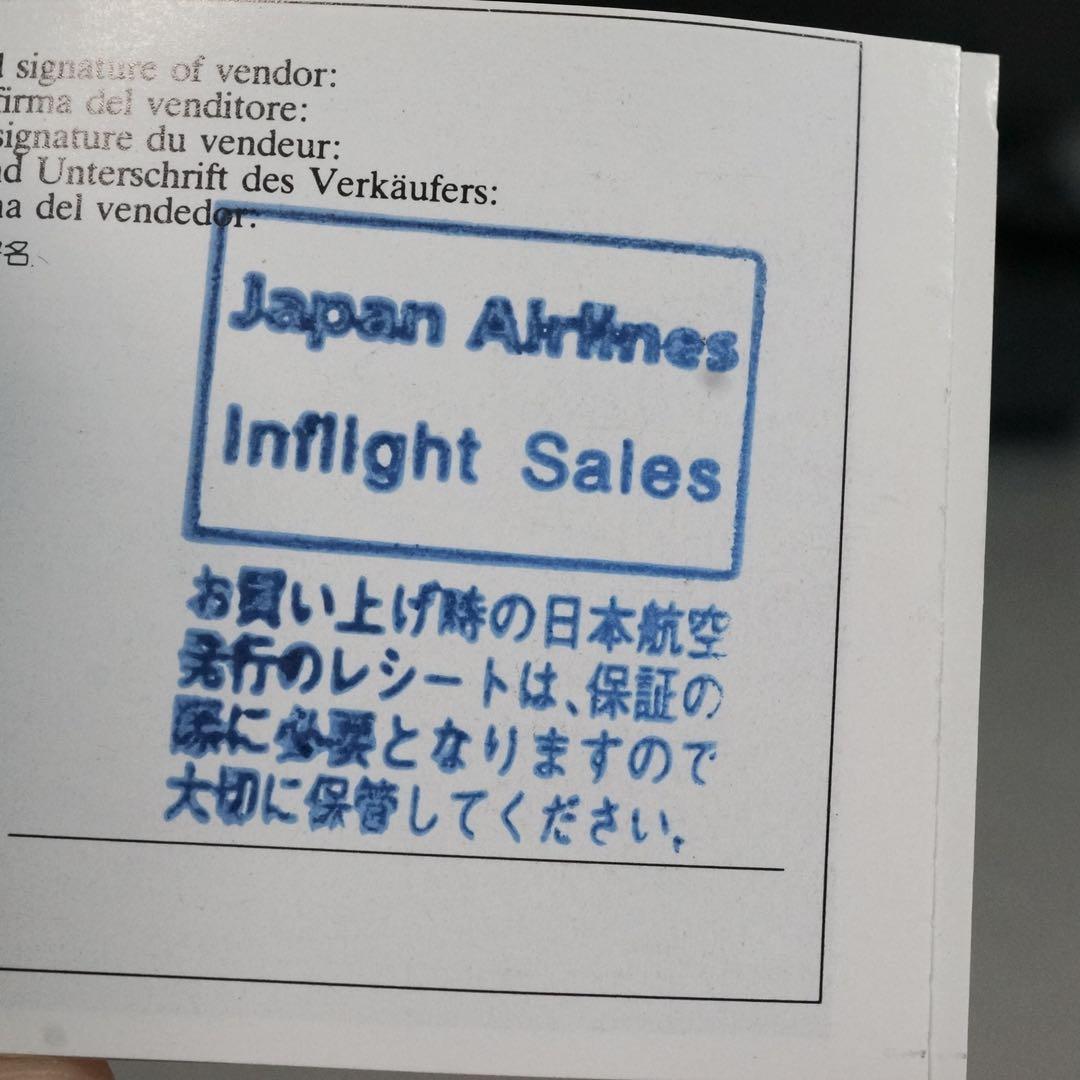 signature of vendor:
firma del venditore:
signature du vendeur:
Unterschrift des Verkäufers:
del vendedor:
名
Japan Airlines
Inflight Sales
お買い上げ時の日本航空
発行のレシートは、保証の
際に必要となりますので
大切に保管してください。